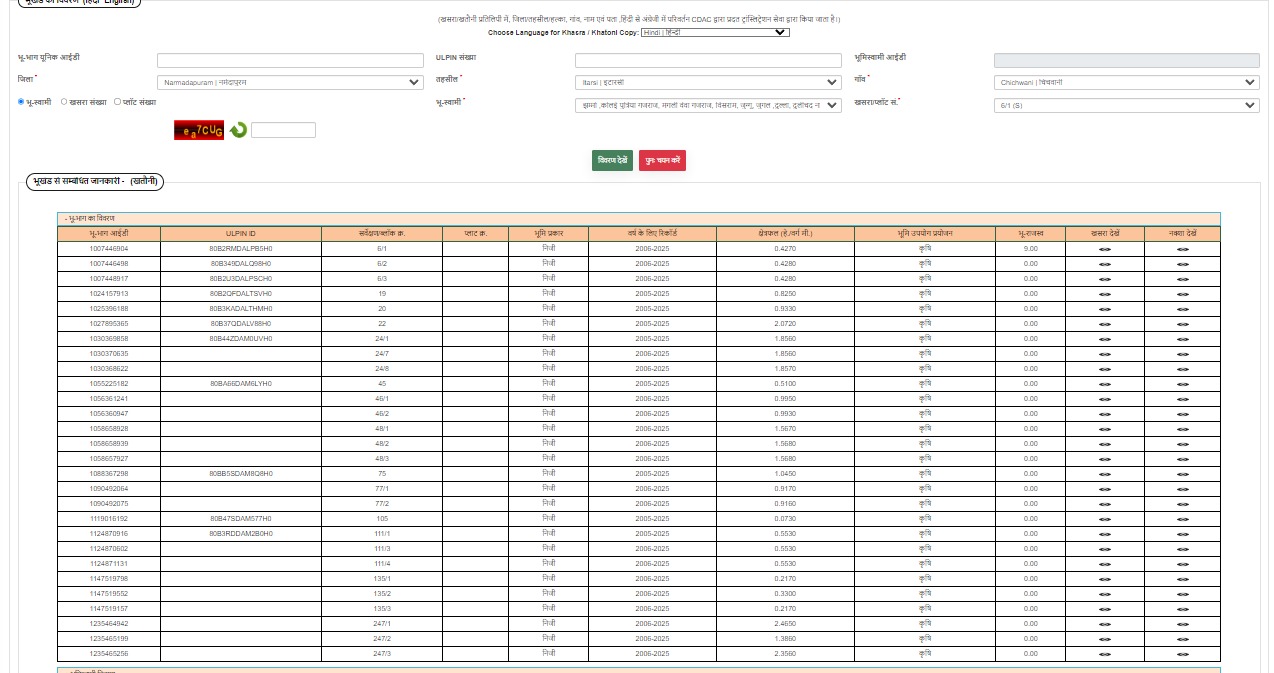 भूखंड का विवरण (हिंदी English)
(खसरा/खतौनी प्रतिलिपी में, जिला/तहसील/हल्का, गांव, नाम एवं पता ,हिंदी से अंग्रेजी में परिवर्तन CDAC द्वारा प्रदत ट्रांस्लिट्रेशन सेवा द्वारा किया जाता है।)
Choose Language for Khasra / Khatoni Copy: Hindi | हिन्दी
भू-भाग यूनिक आईडी ULPIN संख्या भूमिस्वामी आईडी
जिला * Narmadapuram | नर्मदापुरम तहसील * Itarsi | इटारसी गाँव * Chichwani | चिचवानी
भू-स्वामी खसरा संख्या प्लॉट संख्या भू-स्वामी * खसरा/प्लॉट सं.* 6/1 (S)
ea7CUG
विवरण देखें पुनः चयन करें
भूखंड से सम्बंधित जानकारी - (खतौनी)
- भू-भाग का विवरण
भू-भाग आईडी ULPIN ID सर्वेक्षण/ब्लॉक क्र. प्लाट क्र. भूमि प्रकार वर्ष के लिए रिकॉर्ड क्षेत्रफल (हे./वर्ग मी.) भूमि उपयोग प्रयोजन भू-राजस्व खसरा देखें नक्शा देखें
1007446904 80B2RMDALPB5H0 6/1 निजी 2006-2025 0.4270 कृषि 9.00
1007446498 80B349DALQ98H0 6/2 निजी 2006-2025 0.4280 कृषि 0.00
1007448917 80B2U3DALPSCH0 6/3 निजी 2006-2025 0.4280 कृषि 0.00
1024157913 80B2QFDALTSVH0 19 निजी 2005-2025 0.8250 कृषि 0.00
1025396188 80B3KADALTHMH0 20 निजी 2005-2025 0.9330 कृषि 0.00
1027895365 80B37QDALV88H0 22 निजी 2005-2025 2.0720 कृषि 0.00
1030369858 80B44ZDAM0UVH0 24/1 निजी 2006-2025 1.8560 कृषि 0.00
1030370635 24/7 निजी 2006-2025 1.8560 कृषि 0.00
1030368622 24/8 निजी 2006-2025 1.8570 कृषि 0.00
1055225182 80BA66DAM6LYH0 45 निजी 2005-2025 0.5100 कृषि 0.00
1056361241 46/1 निजी 2006-2025 0.9950 कृषि 0.00
1056360947 46/2 निजी 2006-2025 0.9930 कृषि 0.00
1058658928 48/1 निजी 2006-2025 1.5670 कृषि 0.00
1058658939 48/2 निजी 2006-2025 1.5680 कृषि 0.00
1058657927 48/3 निजी 2006-2025 1.5680 कृषि 0.00
1088367298 80BB5SDAM8Q8H0 75 निजी 2005-2025 1.0450 कृषि 0.00
1090492064 77/1 निजी 2006-2025 0.9170 कृषि 0.00
1090492075 77/2 निजी 2006-2025 0.9160 कृषि 0.00
1119016192 80B47SDAM577H0 105 निजी 2005-2025 0.0730 कृषि 0.00
1124870916 80B3RDDAM2B0H0 111/1 निजी 2006-2025 0.5530 कृषि 0.00
1124870602 111/3 निजी 2006-2025 0.5530 कृषि 0.00
1124871131 111/4 निजी 2006-2025 0.5530 कृषि 0.00
1147519798 135/1 निजी 2006-2025 0.2170 कृषि 0.00
1147519552 135/2 निजी 2006-2025 0.3300 कृषि 0.00
1147519157 135/3 निजी 2006-2025 0.2170 कृषि 0.00
1235464942 247/1 निजी 2006-2025 2.4650 कृषि 0.00
1235465199 247/2 निजी 2006-2025 1.3860 कृषि 0.00
1235465256 247/3 निजी 2006-2025 2.3560 कृषि 0.00